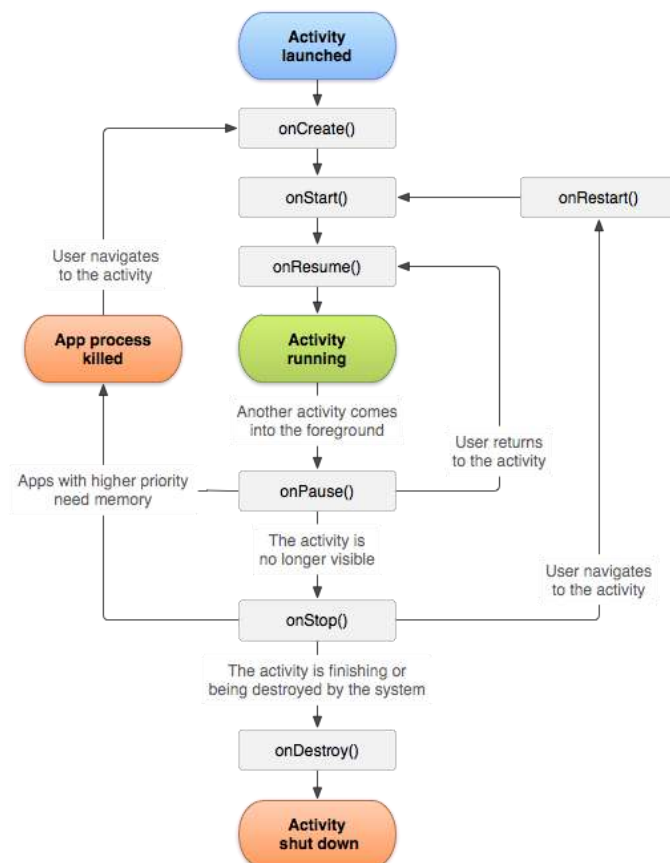 Activity
launched
onCreate()
onStart()
onRestart()
User navigates
to the activity
onResume()
App process
killed
Activity
running
Another activity comes
into the foreground
User returns
to the activity
Apps with higher priority
need memory
onPause()
The activity is
no longer visible
User navigates
to the activity
onStop()
The activity is finishing or
being destroyed by the system
onDestroy()
Activity
shut down